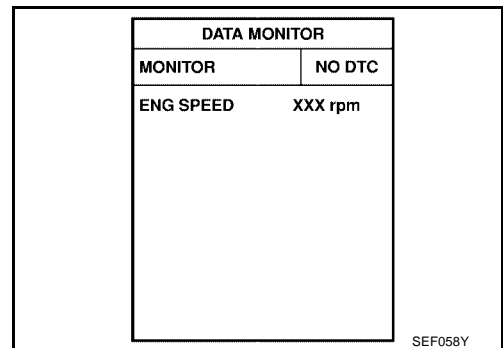 DATA MONITOR
MONITOR NO DTC
ENG SPEED XXX rpm
SEF058Y